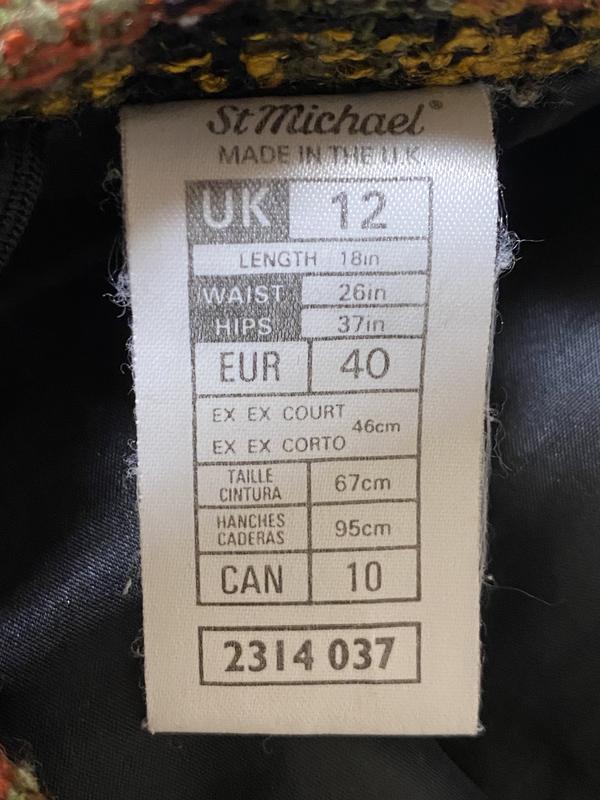 St Michael®
MADE IN THE U.K.
UK 12
LENGTH 18in
WAIST 26in
HIPS 37in
EUR 40
EX EX COURT
46cm
EX EX CORTO
TAILLE
CINTURA 67cm
HANCHES
CADERAS 95cm
CAN 10
2314 037